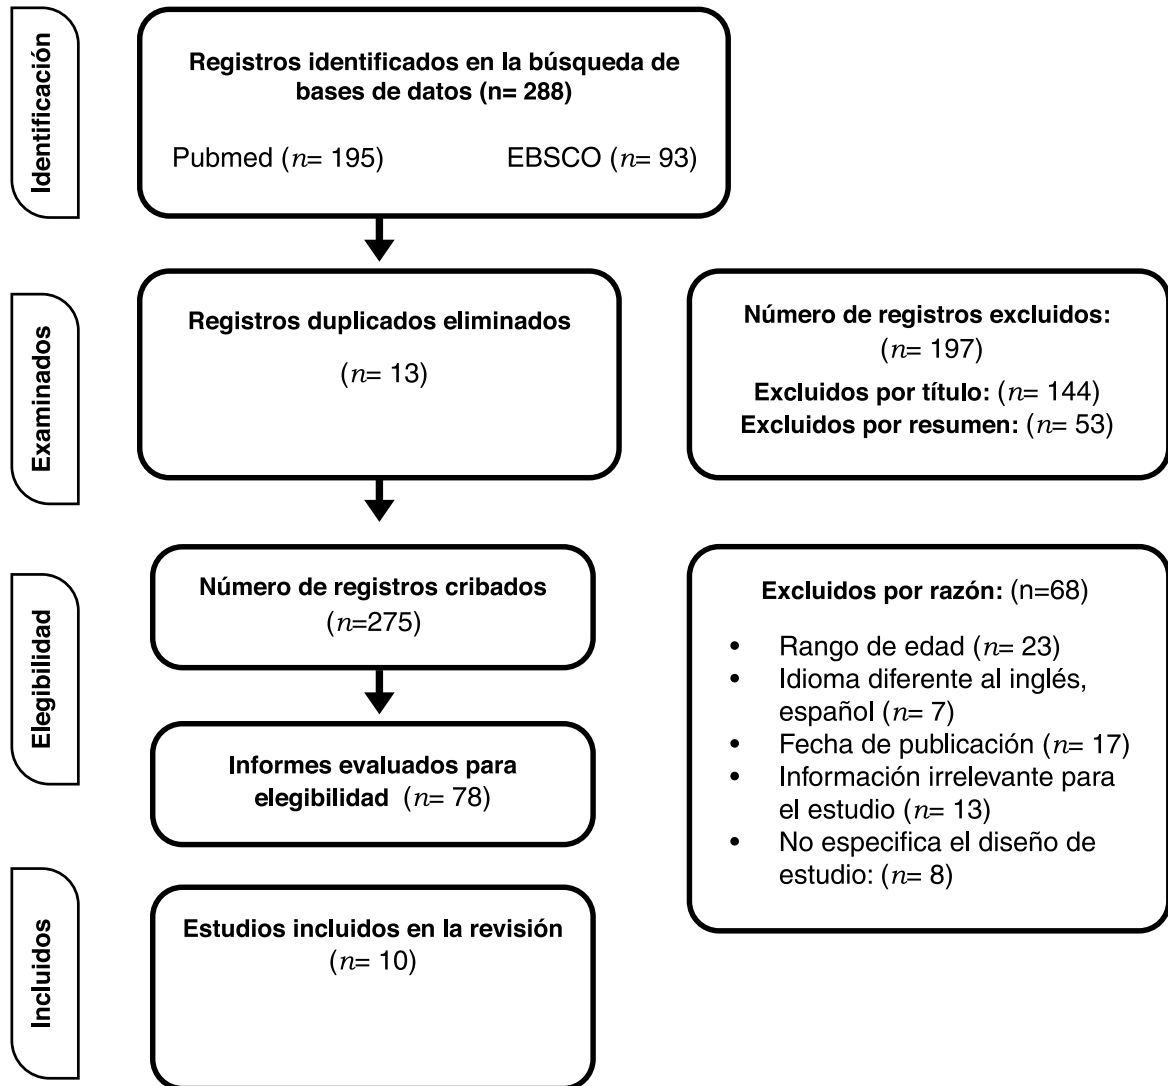 Identificación
Registros identificados en la búsqueda de
bases de datos (n= 288)
Pubmed (n= 195)
EBSCO (n= 93)
Examinados
Registros duplicados eliminados
(n= 13)
Número de registros excluidos:
(n= 197)
Excluidos por título: (n= 144)
Excluidos por resumen: (n= 53)
Elegibilidad
Número de registros cribados
(n=275)
Informes evaluados para
elegibilidad (n= 78)
Excluidos por razón: (n=68)
• Rango de edad (n= 23)
• Idioma diferente al inglés,
español (n= 7)
• Fecha de publicación (n= 17)
• Información irrelevante para
el estudio (n= 13)
• No especifica el diseño de
estudio: (n= 8)
Incluidos
Estudios incluidos en la revisión
(n= 10)